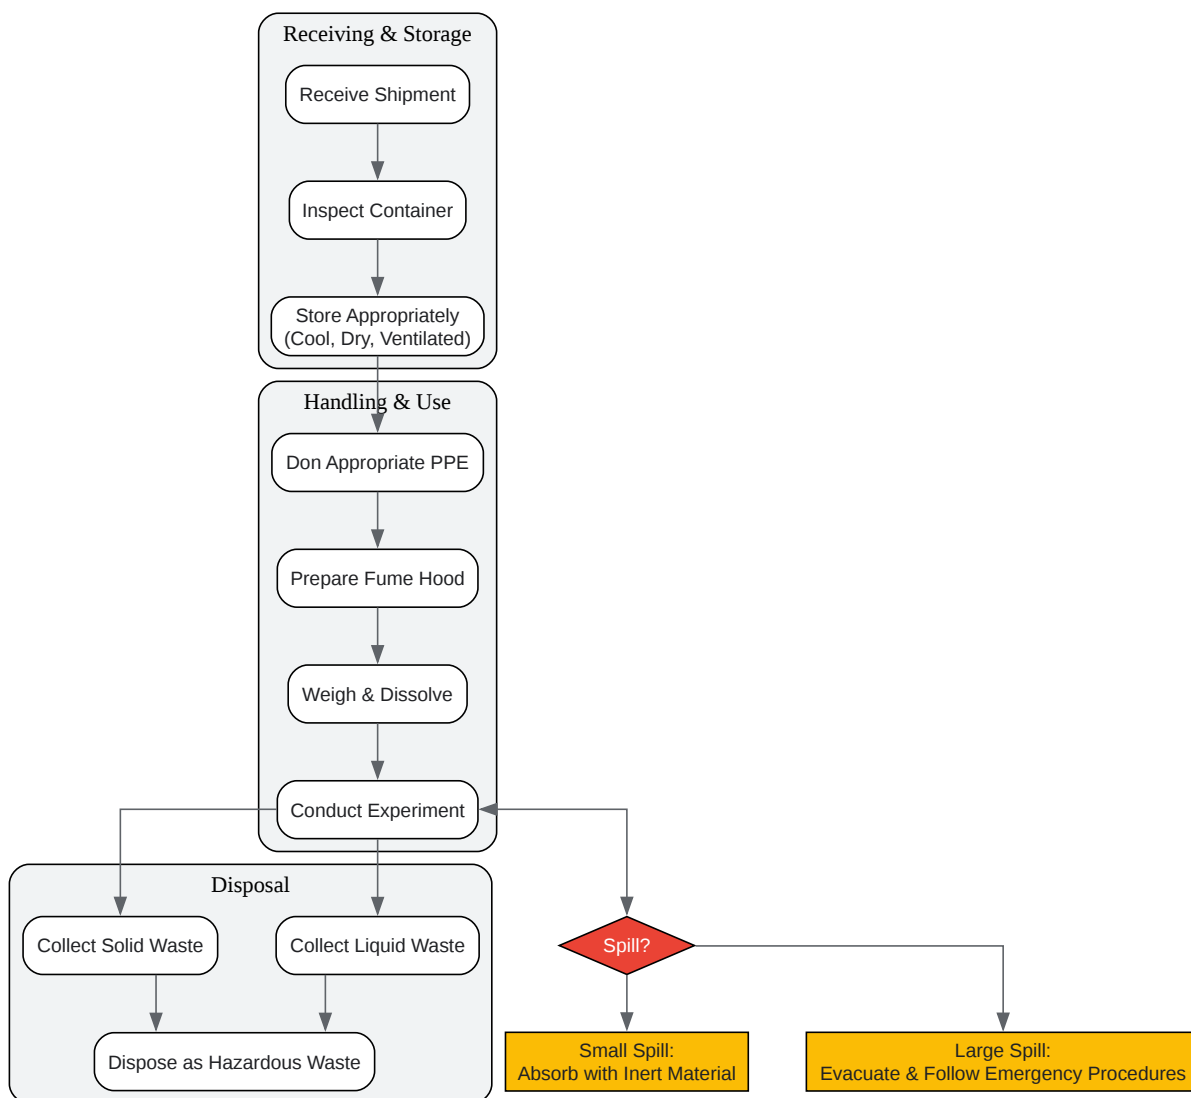 Receiving & Storage
Receive Shipment
Inspect Container
Store Appropriately
(Cool, Dry, Ventilated)
Handling & Use
Don Appropriate PPE
Prepare Fume Hood
Weigh & Dissolve
Conduct Experiment
Disposal
Collect Solid Waste
Collect Liquid Waste
Spill?
Dispose as Hazardous Waste
Small Spill:
Absorb with Inert Material
Large Spill:
Evacuate & Follow Emergency Procedures